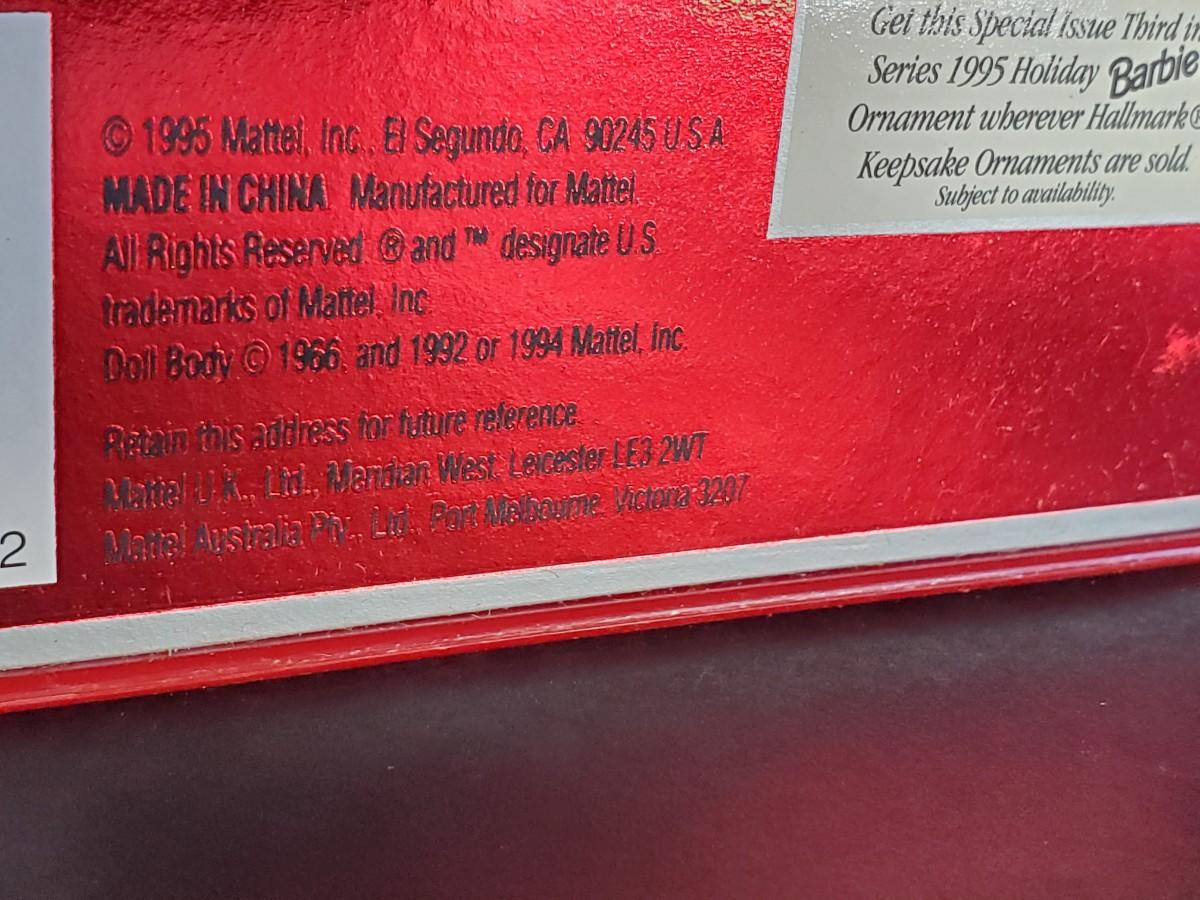 © 1995 Mattel, Inc., El Segundo, CA 90245 U.S.A.
MADE IN CHINA. Manufactured for Mattel.
All Rights Reserved. ® and ™ designate U.S.
trademarks of Mattel, Inc.
Doll Body © 1966, and 1992 or 1994 Mattel, Inc.
Retain this address for future reference.
Mattel U.K., Ltd., Meridian West, Leicester LE3 2WT
Mattel Australia Pty., Ltd., Port Melbourne, Victoria 3207
Get this Special Issue Third in
Series 1995 Holiday Barbie
Ornament wherever Hallmark®
Keepsake Ornaments are sold.
Subject to availability.
2